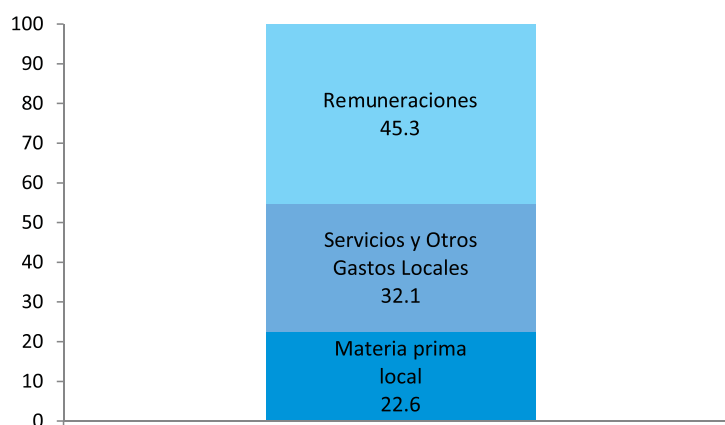 100
90
80
70
60
50
40
30
20
10
0
Remuneraciones
45.3
Servicios y Otros
Gastos Locales
32.1
Materia prima
local
22.6